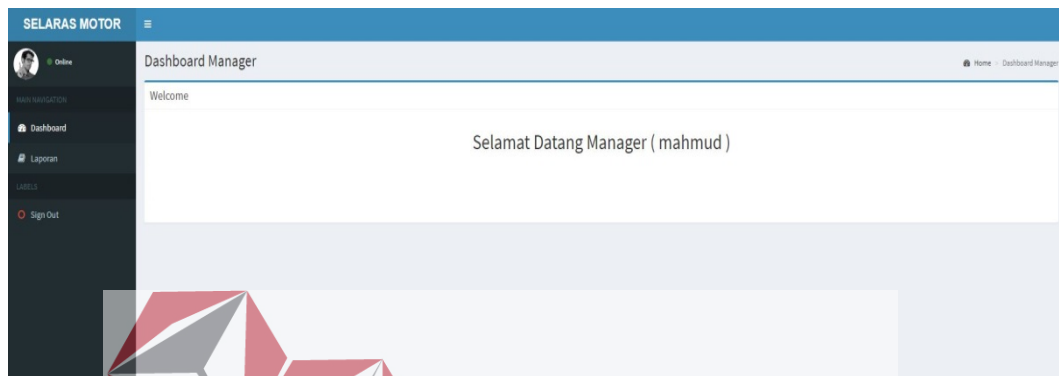 SELARAS MOTOR
Online
Dashboard Manager
Home > Dashboard Manager
MAIN NAVIGATION
Welcome
Dashboard
Selamat Datang Manager ( mahmud )
Laporan
LABELS
Sign Out